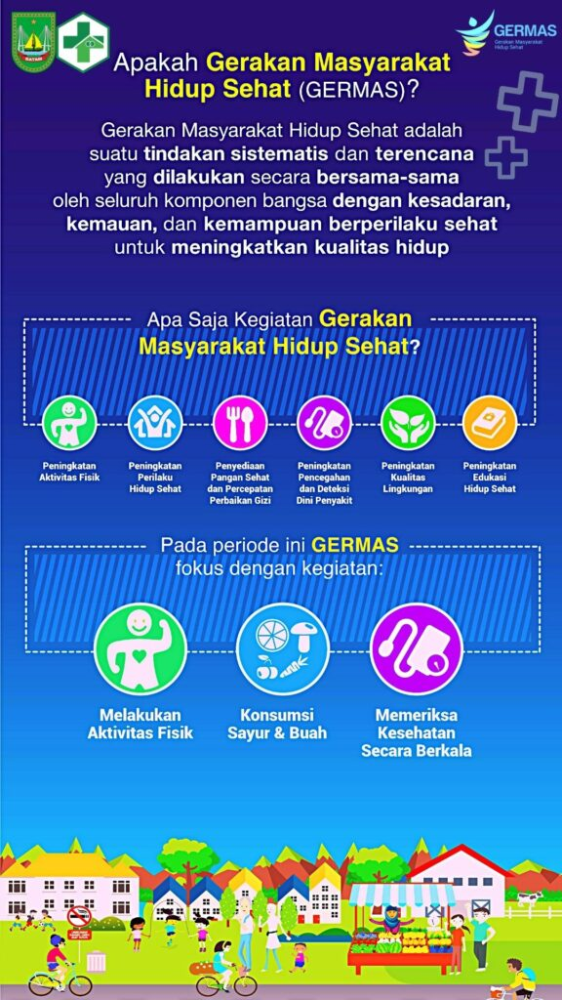 BATAM
GERMAS
Gerakan Masyarakat
Hidup Sehat
Apakah Gerakan Masyarakat
Hidup Sehat (GERMAS)?
Gerakan Masyarakat Hidup Sehat adalah
suatu tindakan sistematis dan terencana
yang dilakukan secara bersama-sama
oleh seluruh komponen bangsa dengan kesadaran,
kemauan, dan kemampuan berperilaku sehat
untuk meningkatkan kualitas hidup
Apa Saja Kegiatan Gerakan
Masyarakat Hidup Sehat?
Peningkatan
Aktivitas Fisik
Peningkatan
Perilaku
Hidup Sehat
Penyediaan
Pangan Sehat
dan Percepatan
Perbaikan Gizi
Peningkatan
Pencegahan
dan Deteksi
Dini Penyakit
Peningkatan
Kualitas
Lingkungan
Peningkatan
Edukasi
Hidup Sehat
Pada periode ini GERMAS
fokus dengan kegiatan:
Melakukan
Aktivitas Fisik
Konsumsi
Sayur & Buah
Memeriksa
Kesehatan
Secara Berkala